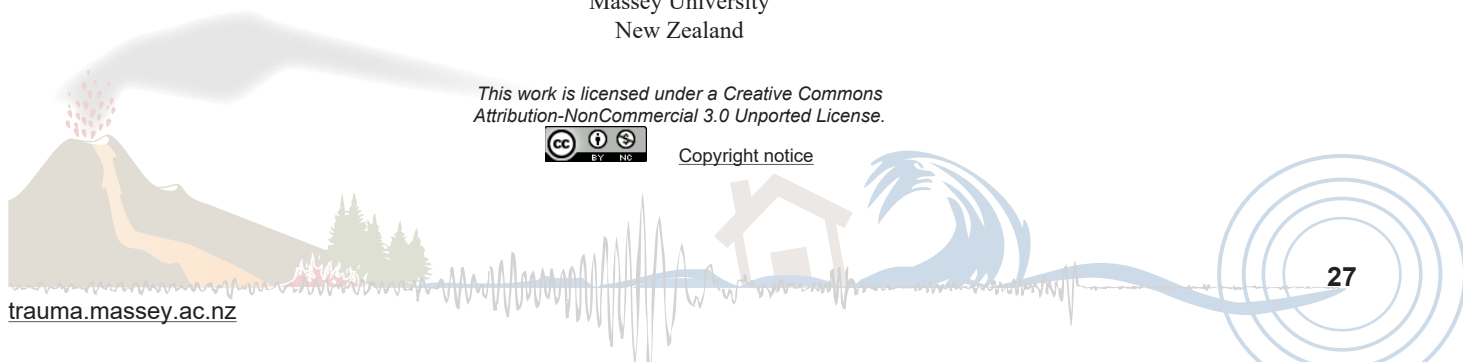 Massey University
New Zealand
This work is licensed under a Creative Commons
Attribution-NonCommercial 3.0 Unported License.
cc
BY NC
Copyright notice
27
trauma.massey.ac.nz